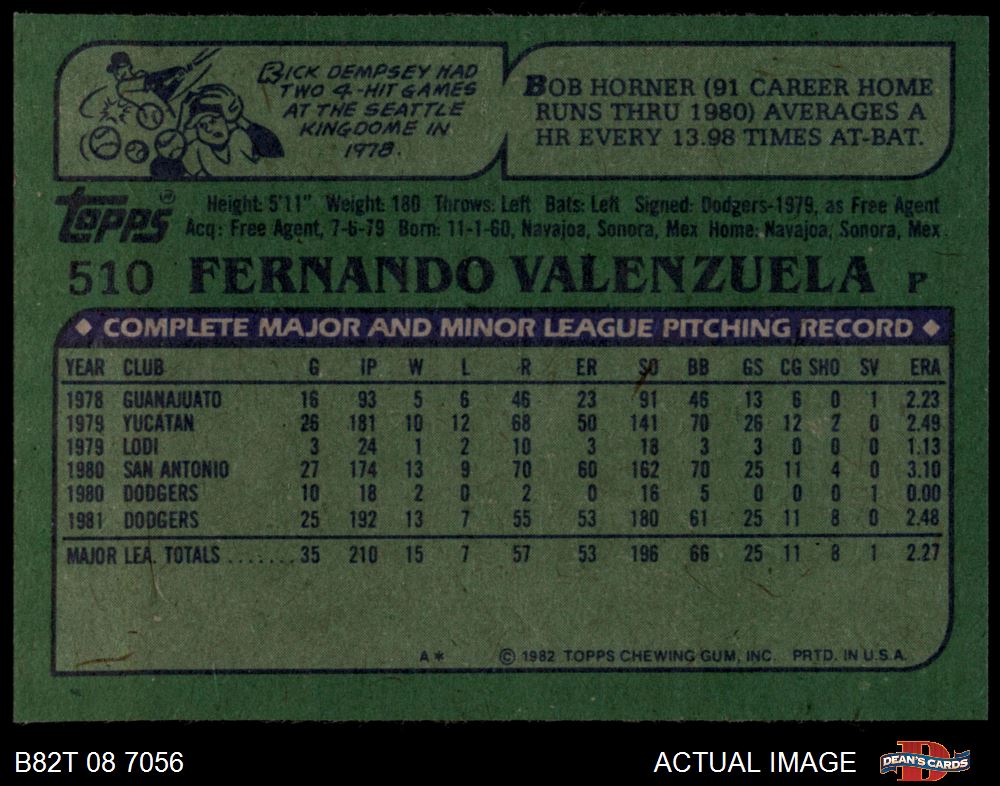 RICK DEMPSEY HAD
TWO 4-HIT GAMES
AT THE SEATTLE
KINGDOME IN
1978.
BOB HORNER (91 CAREER HOME
RUNS THRU 1980) AVERAGES A
HR EVERY 13.98 TIMES AT-BAT.
topps®
Height: 5'11" Weight: 180 Throws: Left Bats: Left Signed: Dodgers-1979, as Free Agent
Acq: Free Agent, 7-6-79 Born: 11-1-60, Navajoa, Sonora, Mex Home: Navajoa, Sonora, Mex.
510 FERNANDO VALENZUELA P
◆ COMPLETE MAJOR AND MINOR LEAGUE PITCHING RECORD ◆
YEAR CLUB G IP W L R ER SO BB GS CG SHO SV ERA
1978 GUANAJUATO 16 93 5 6 46 23 91 46 13 6 0 1 2.23
1979 YUCATAN 26 181 10 12 68 50 141 70 26 12 2 0 2.49
1979 LODI 3 24 1 2 10 3 18 3 3 0 0 0 1.13
1980 SAN ANTONIO 27 174 13 9 70 60 162 70 25 11 4 0 3.10
1980 DODGERS 10 18 2 0 2 0 16 5 0 0 0 1 0.00
1981 DODGERS 25 192 13 7 55 53 180 61 25 11 8 0 2.48
MAJOR LEA. TOTALS ....... 35 210 15 7 57 53 196 66 25 11 8 1 2.27
A* © 1982 TOPPS CHEWING GUM, INC. PRTD. IN U.S.A.
B82T 08 7056 ACTUAL IMAGE DEAN'S CARDS